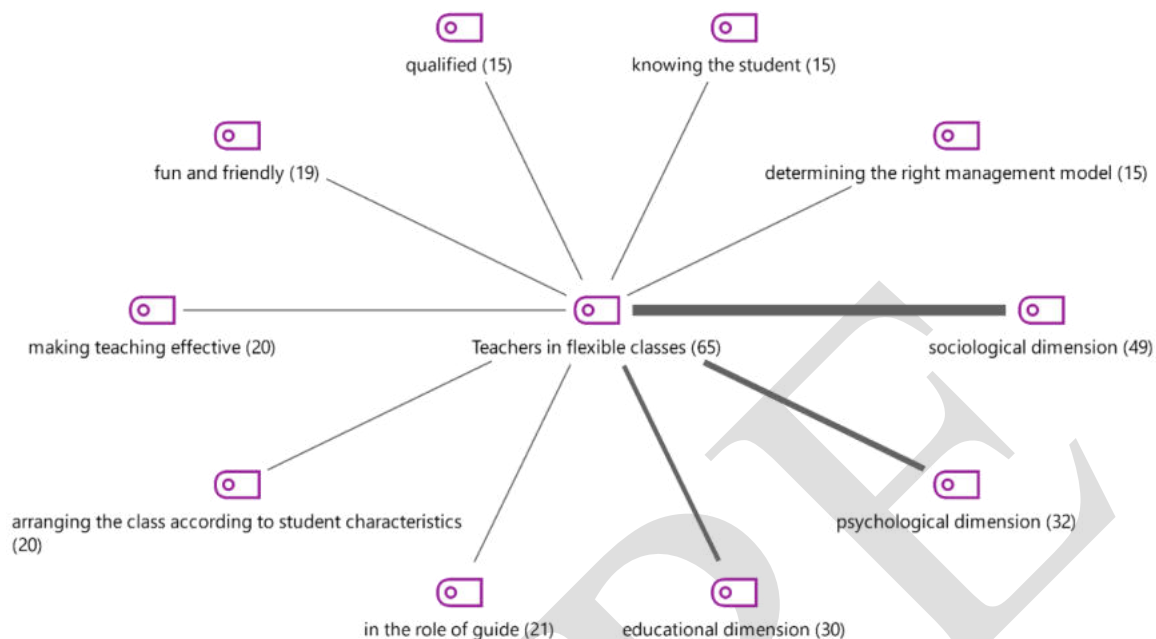 qualified (15)
knowing the student (15)
fun and friendly (19)
determining the right management model (15)
making teaching effective (20)
Teachers in flexible classes (65)
sociological dimension (49)
arranging the class according to student characteristics
(20)
psychological dimension (32)
in the role of guide (21)
educational dimension (30)